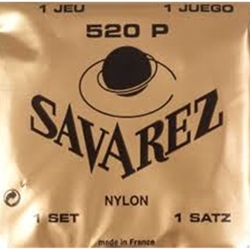 1 JEU 1 JUEGO
520 P
SAVAREZ
NYLON
1 SET 1 SATZ
made in France